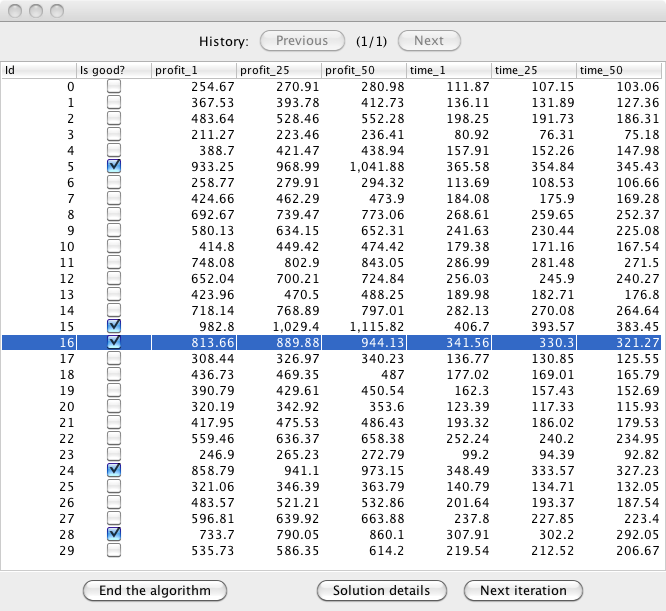 History: Previous (1/1) Next
Id Is good? profit_1 profit_25 profit_50 time_1 time_25 time_50
0 254.67 270.91 280.98 111.87 107.15 103.06
1 367.53 393.78 412.73 136.11 131.89 127.36
2 483.64 528.46 552.28 198.25 191.73 186.31
3 211.27 223.46 236.41 80.92 76.31 75.18
4 388.7 421.47 438.94 157.91 152.26 147.98
5 933.25 968.99 1,041.88 365.58 354.84 345.43
6 258.77 279.91 294.32 113.69 108.53 106.66
7 424.66 462.29 473.9 184.08 175.9 169.28
8 692.67 739.47 773.06 268.61 259.65 252.37
9 580.13 634.15 652.31 241.63 230.44 225.08
10 414.8 449.42 474.42 179.38 171.16 167.54
11 748.08 802.9 843.05 286.99 281.48 271.5
12 652.04 700.21 724.84 256.03 245.9 240.27
13 423.96 470.5 488.25 189.98 182.71 176.8
14 718.14 768.89 797.01 282.13 270.08 264.64
15 982.8 1,029.4 1,115.82 406.7 393.57 383.45
16 813.66 889.88 944.13 341.56 330.3 321.27
17 308.44 326.97 340.23 136.77 130.85 125.55
18 436.73 469.35 487 177.02 169.01 165.79
19 390.79 429.61 450.54 162.3 157.43 152.69
20 320.19 342.92 353.6 123.39 117.33 115.93
21 417.95 475.53 486.43 193.32 186.02 179.53
22 559.46 636.37 658.38 252.24 240.2 234.95
23 246.9 265.23 272.79 99.2 94.39 92.82
24 858.79 941.1 973.15 348.49 333.57 327.23
25 321.06 346.39 363.79 140.79 134.71 132.05
26 483.57 521.21 532.86 201.64 193.37 187.54
27 596.81 639.92 663.88 237.8 227.85 223.4
28 733.7 790.05 860.1 307.91 302.2 292.05
29 535.73 586.35 614.2 219.54 212.52 206.67
End the algorithm Solution details Next iteration